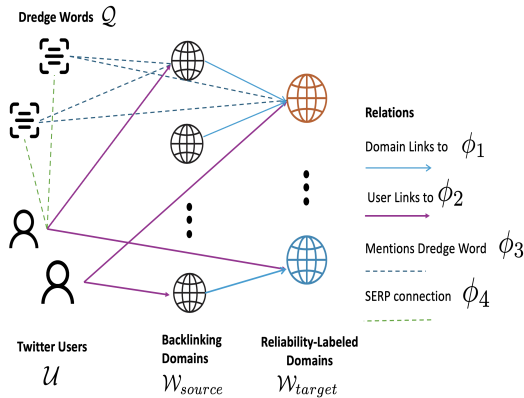 Dredge Words 𝒬
Relations
Domain Links to ϕ₁
User Links to ϕ₂
Mentions Dredge Word ϕ₃
SERP connection ϕ₄
Twitter Users
𝒰
Backlinking
Domains
𝒲source
Reliability-Labeled
Domains
𝒲target